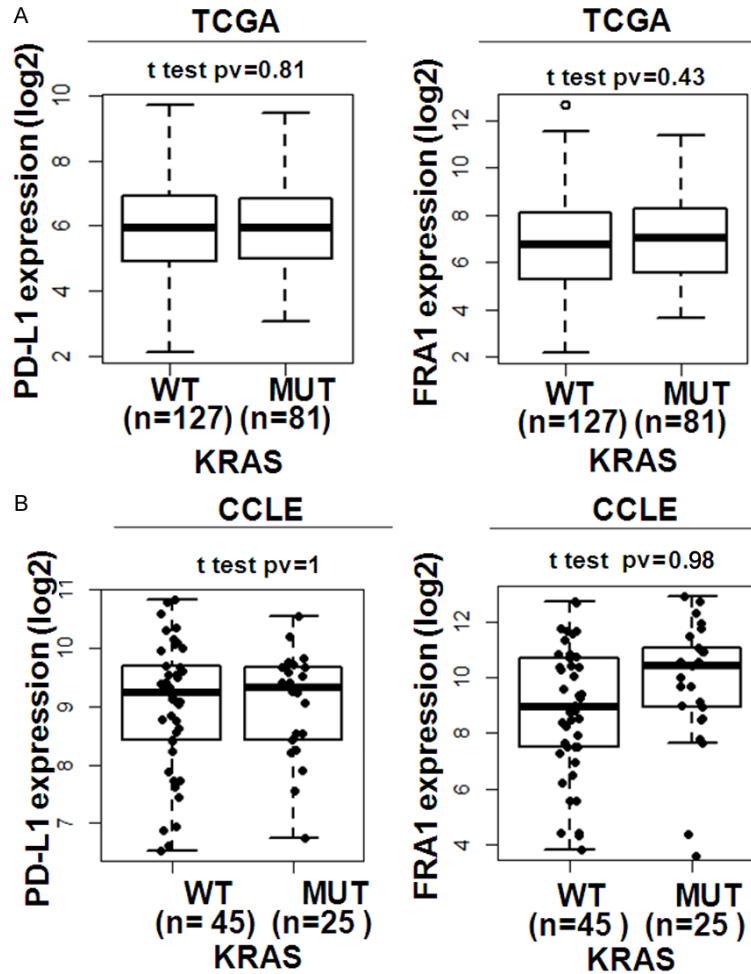 A
TCGA
t test pv=0.81
PD-L1 expression (log2)
10
8
6
4
2
WT
MUT
(n=127)
(n=81)
KRAS
TCGA
t test pv=0.43
FRA1 expression (log2)
12
10
8
6
4
2
WT
MUT
(n=127)
(n=81)
KRAS
B
CCLE
t test pv=1
PD-L1 expression (log2)
11
10
9
8
7
WT
MUT
(n= 45)
(n=25 )
KRAS
CCLE
t test pv=0.98
FRA1 expression (log2)
12
10
8
6
4
WT
MUT
(n=45 )
(n=25 )
KRAS